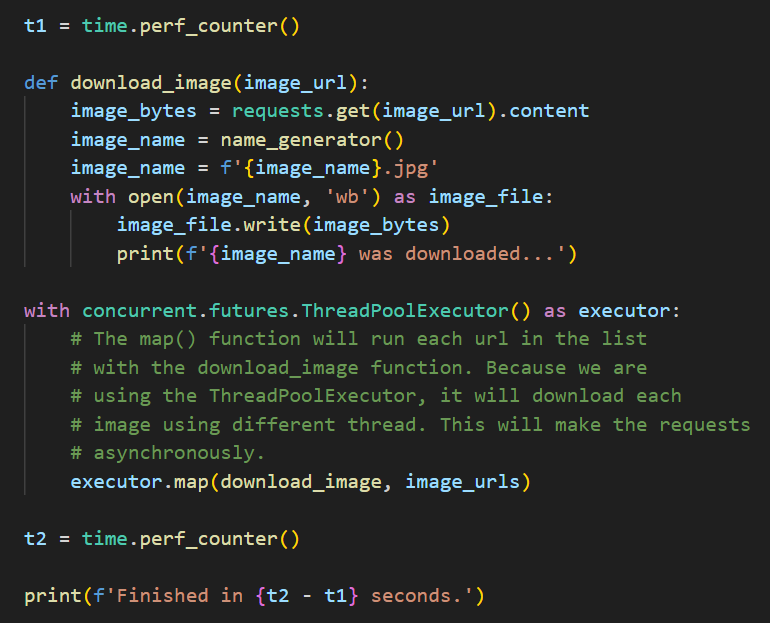 t1 = time.perf_counter()
def download_image(image_url):
    image_bytes = requests.get(image_url).content
    image_name = name_generator()
    image_name = f'{image_name}.jpg'
    with open(image_name, 'wb') as image_file:
        image_file.write(image_bytes)
        print(f'{image_name} was downloaded...')
with concurrent.futures.ThreadPoolExecutor() as executor:
    # The map() function will run each url in the list
    # with the download_image function. Because we are
    # using the ThreadPoolExecutor, it will download each
    # image using different thread. This will make the requests
    # asynchronously.
    executor.map(download_image, image_urls)
t2 = time.perf_counter()
print(f'Finished in {t2 - t1} seconds.')